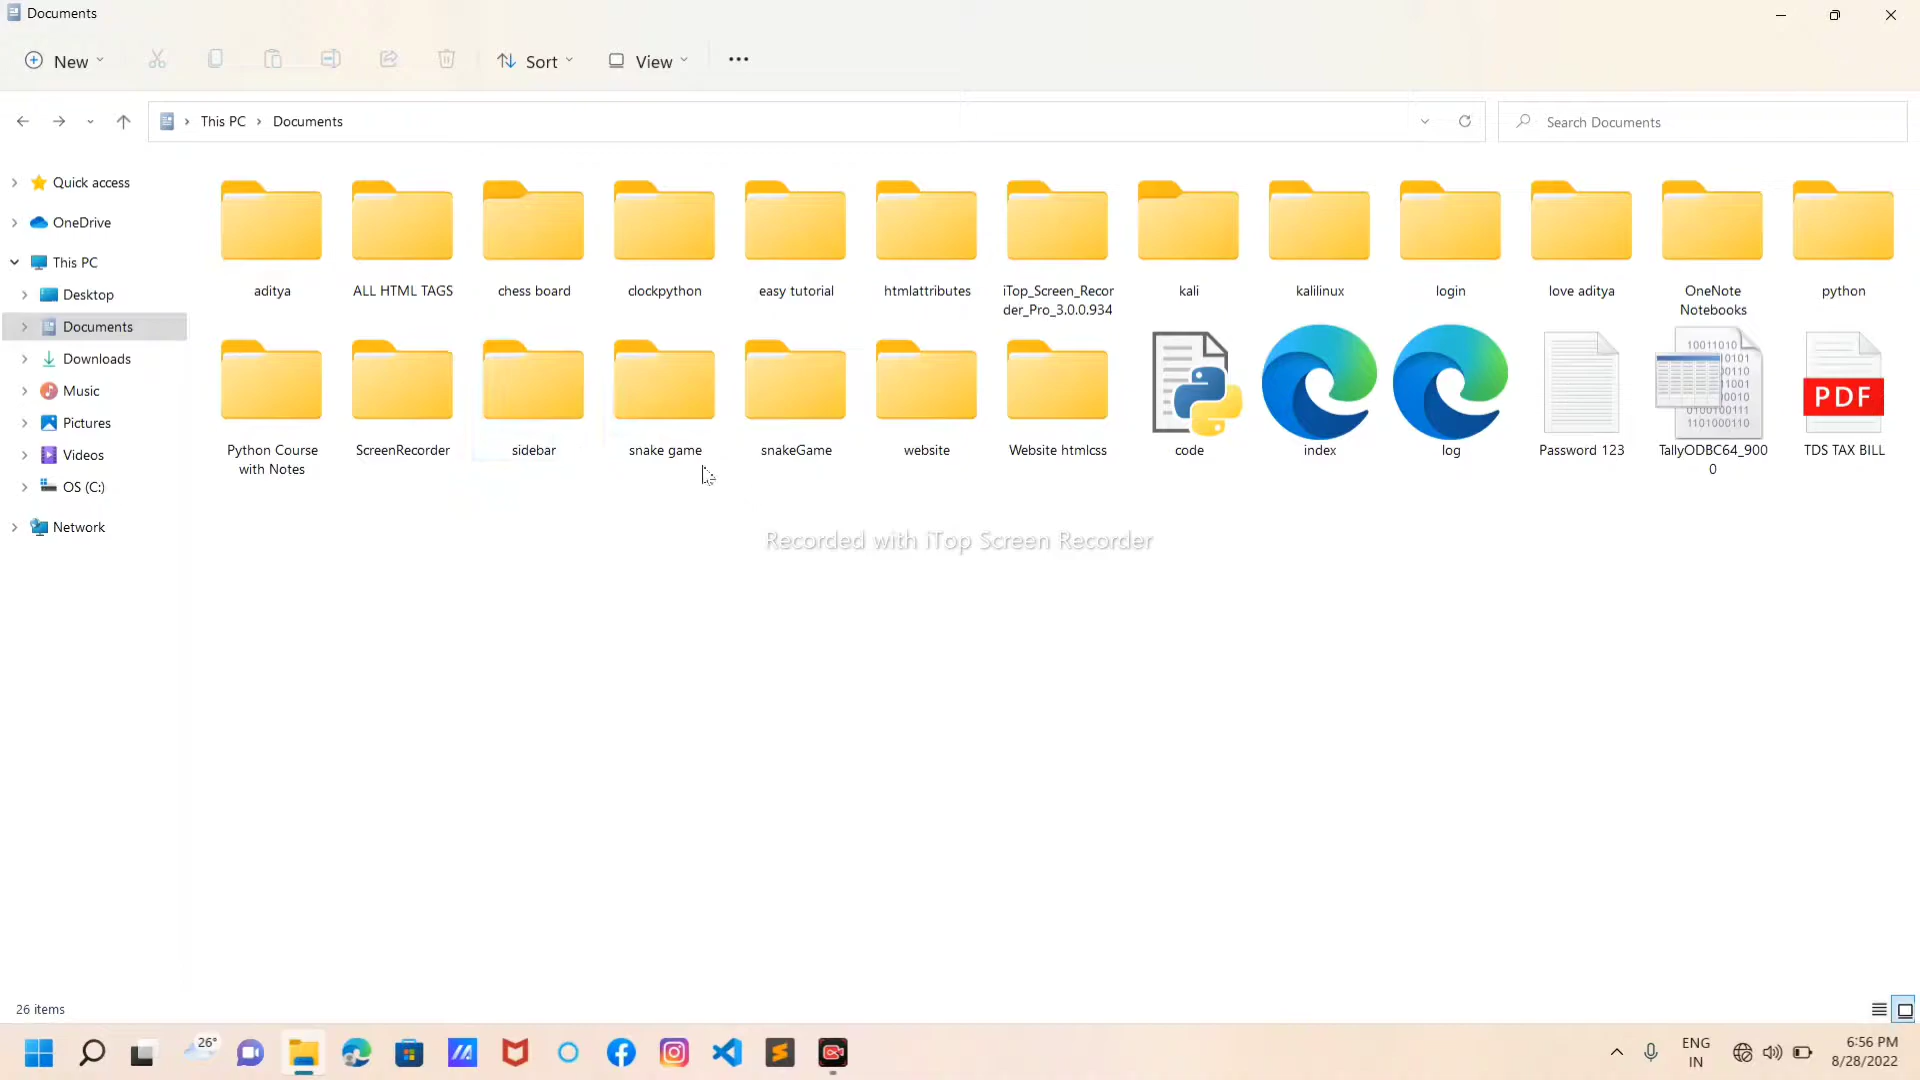 Documents
New
Sort
View
This PC
Documents
Search Documents
Quick access
OneDrive
This PC
Desktop
Documents
Downloads
Music
Pictures
Videos
OS (C:)
Network
aditya
ALL HTML TAGS
chess board
clockpython
easy tutorial
htmlattributes
iTop_Screen_Recor
der_Pro_3.0.0.934
kali
kalilinux
login
love aditya
OneNote
Notebooks
python
Python Course
with Notes
ScreenRecorder
sidebar
snake game
snakeGame
website
Website htmlcss
code
index
log
Password 123
TallyODBC64_900
0
PDF
TDS TAX BILL
Recorded with iTop Screen Recorder
26 items
26°
ENG
IN
6:56 PM
8/28/2022